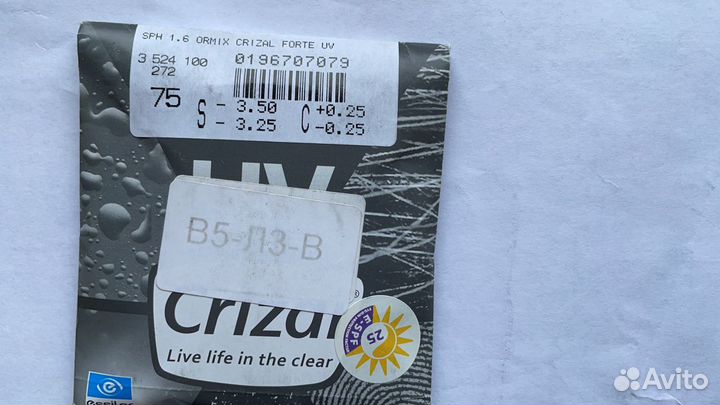 SPH 1.6 ORMIX CRIZAL FORTE UV
3 524 100 0196707079
272
75 S - 3.50 C +0.25
- 3.25 -0.25
UV
В5-Л3-В
Crizal ®
Live life in the clear
E-SPF
25
essilor
Avito